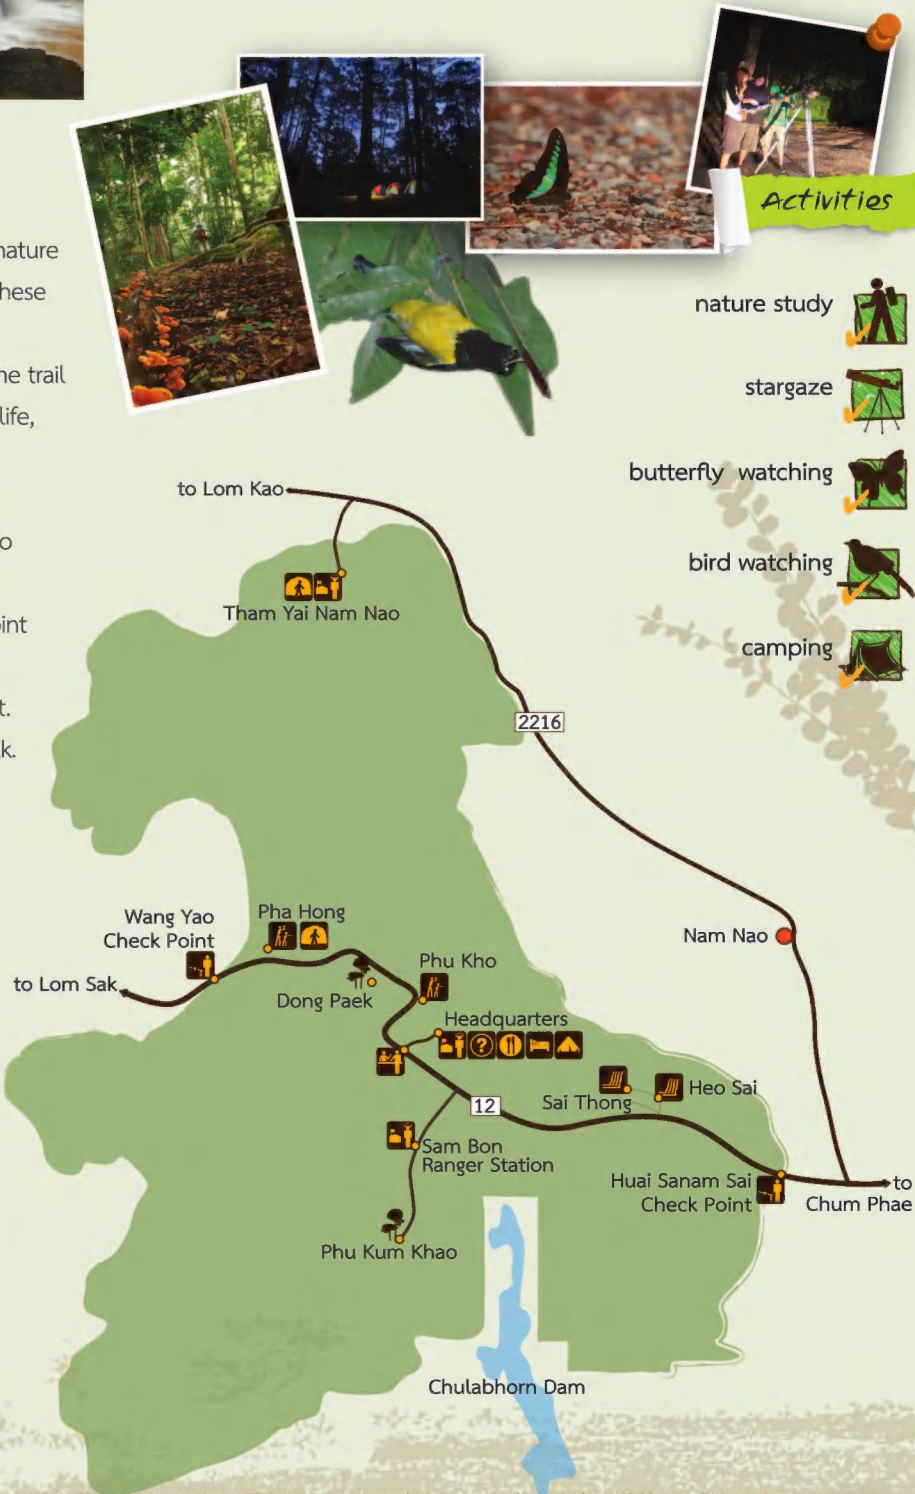 Activities
nature
hese
ne trail
life,
o
int
t.
k.
nature study
stargaze
butterfly watching
bird watching
camping
to Lom Kao
Tham Yai Nam Nao
2216
Nam Nao
Wang Yao
Check Point
Pha Hong
to Lom Sak
Dong Paek
Phu Kho
Headquarters
?
12
Sai Thong
Heo Sai
Sam Bon
Ranger Station
Huai Sanam Sai
Check Point
to
Chum Phae
Phu Kum Khao
Chulabhorn Dam